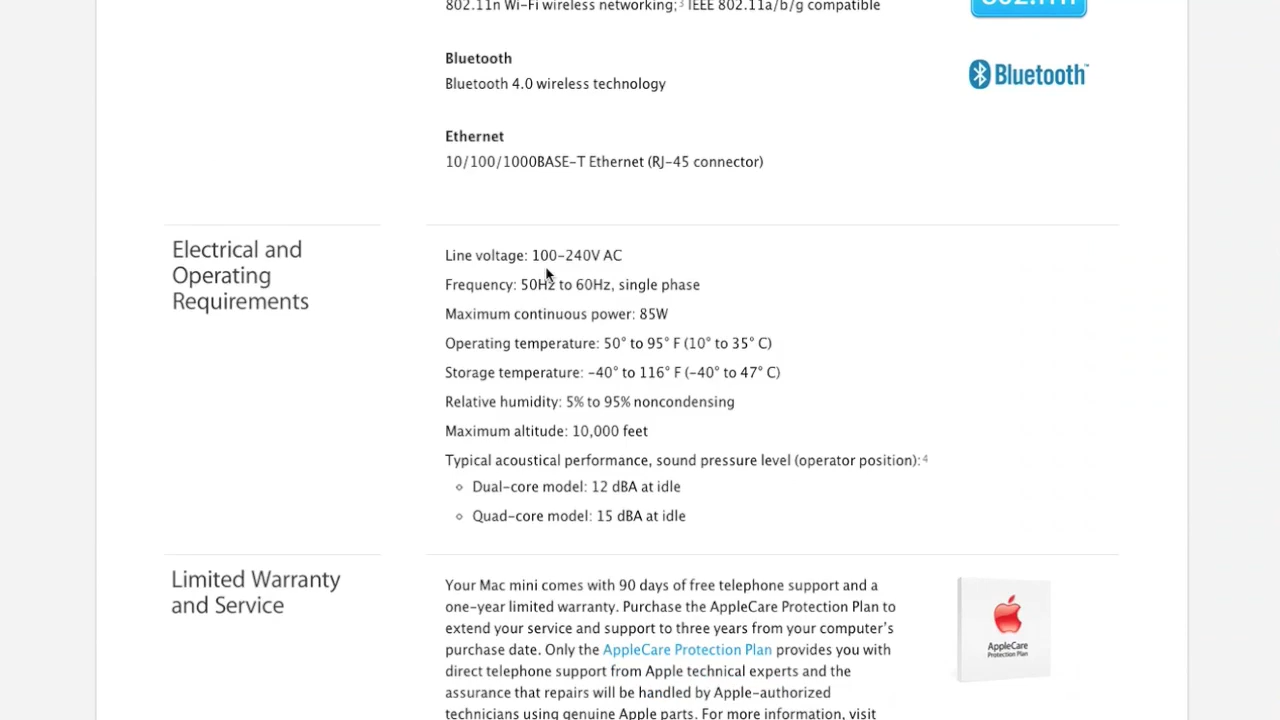 802.11n Wi-Fi wireless networking;³ IEEE 802.11a/b/g compatible
Bluetooth
Bluetooth 4.0 wireless technology
Bluetooth™
Ethernet
10/100/1000BASE-T Ethernet (RJ-45 connector)
Electrical and
Operating
Requirements
Line voltage: 100-240V AC
Frequency: 50Hz to 60Hz, single phase
Maximum continuous power: 85W
Operating temperature: 50° to 95° F (10° to 35° C)
Storage temperature: -40° to 116° F (-40° to 47° C)
Relative humidity: 5% to 95% noncondensing
Maximum altitude: 10,000 feet
Typical acoustical performance, sound pressure level (operator position):⁴
Dual-core model: 12 dBA at idle
Quad-core model: 15 dBA at idle
Limited Warranty
and Service
Your Mac mini comes with 90 days of free telephone support and a
one-year limited warranty. Purchase the AppleCare Protection Plan to
extend your service and support to three years from your computer's
purchase date. Only the AppleCare Protection Plan provides you with
direct telephone support from Apple technical experts and the
assurance that repairs will be handled by Apple-authorized
technicians using genuine Apple parts. For more information, visit
AppleCare
Protection Plan